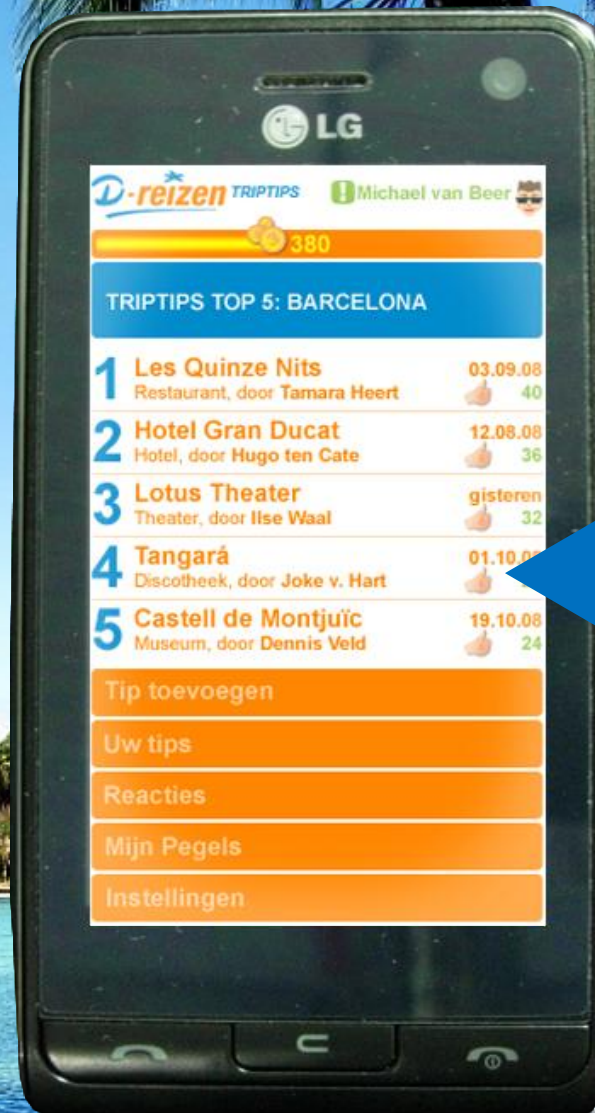 LG
D-reizen TRIPTIPS Michael van Beer
380
TRIPTIPS TOP 5: BARCELONA
1 Les Quinze Nits 03.09.08
Restaurant, door Tamara Heert 40
2 Hotel Gran Ducat 12.08.08
Hotel, door Hugo ten Cate 36
3 Lotus Theater gisteren
Theater, door Ilse Waal 32
4 Tangará
Discotheek, door Joke v. Hart
5 Castell de Montjuïc 19.10.08
Museum, door Dennis Veld 24
Tip toevoegen
Uw tips
Reacties
Mijn Pegels
Instellingen